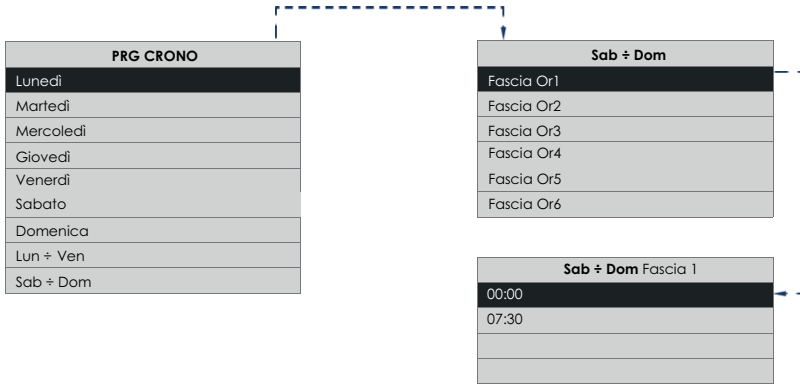 PRG CRONO
Lunedì
Martedì
Mercoledì
Giovedì
Venerdì
Sabato
Domenica
Lun ÷ Ven
Sab ÷ Dom
Sab ÷ Dom
Fascia Or1
Fascia Or2
Fascia Or3
Fascia Or4
Fascia Or5
Fascia Or6
Sab ÷ Dom Fascia 1
00:00
07:30